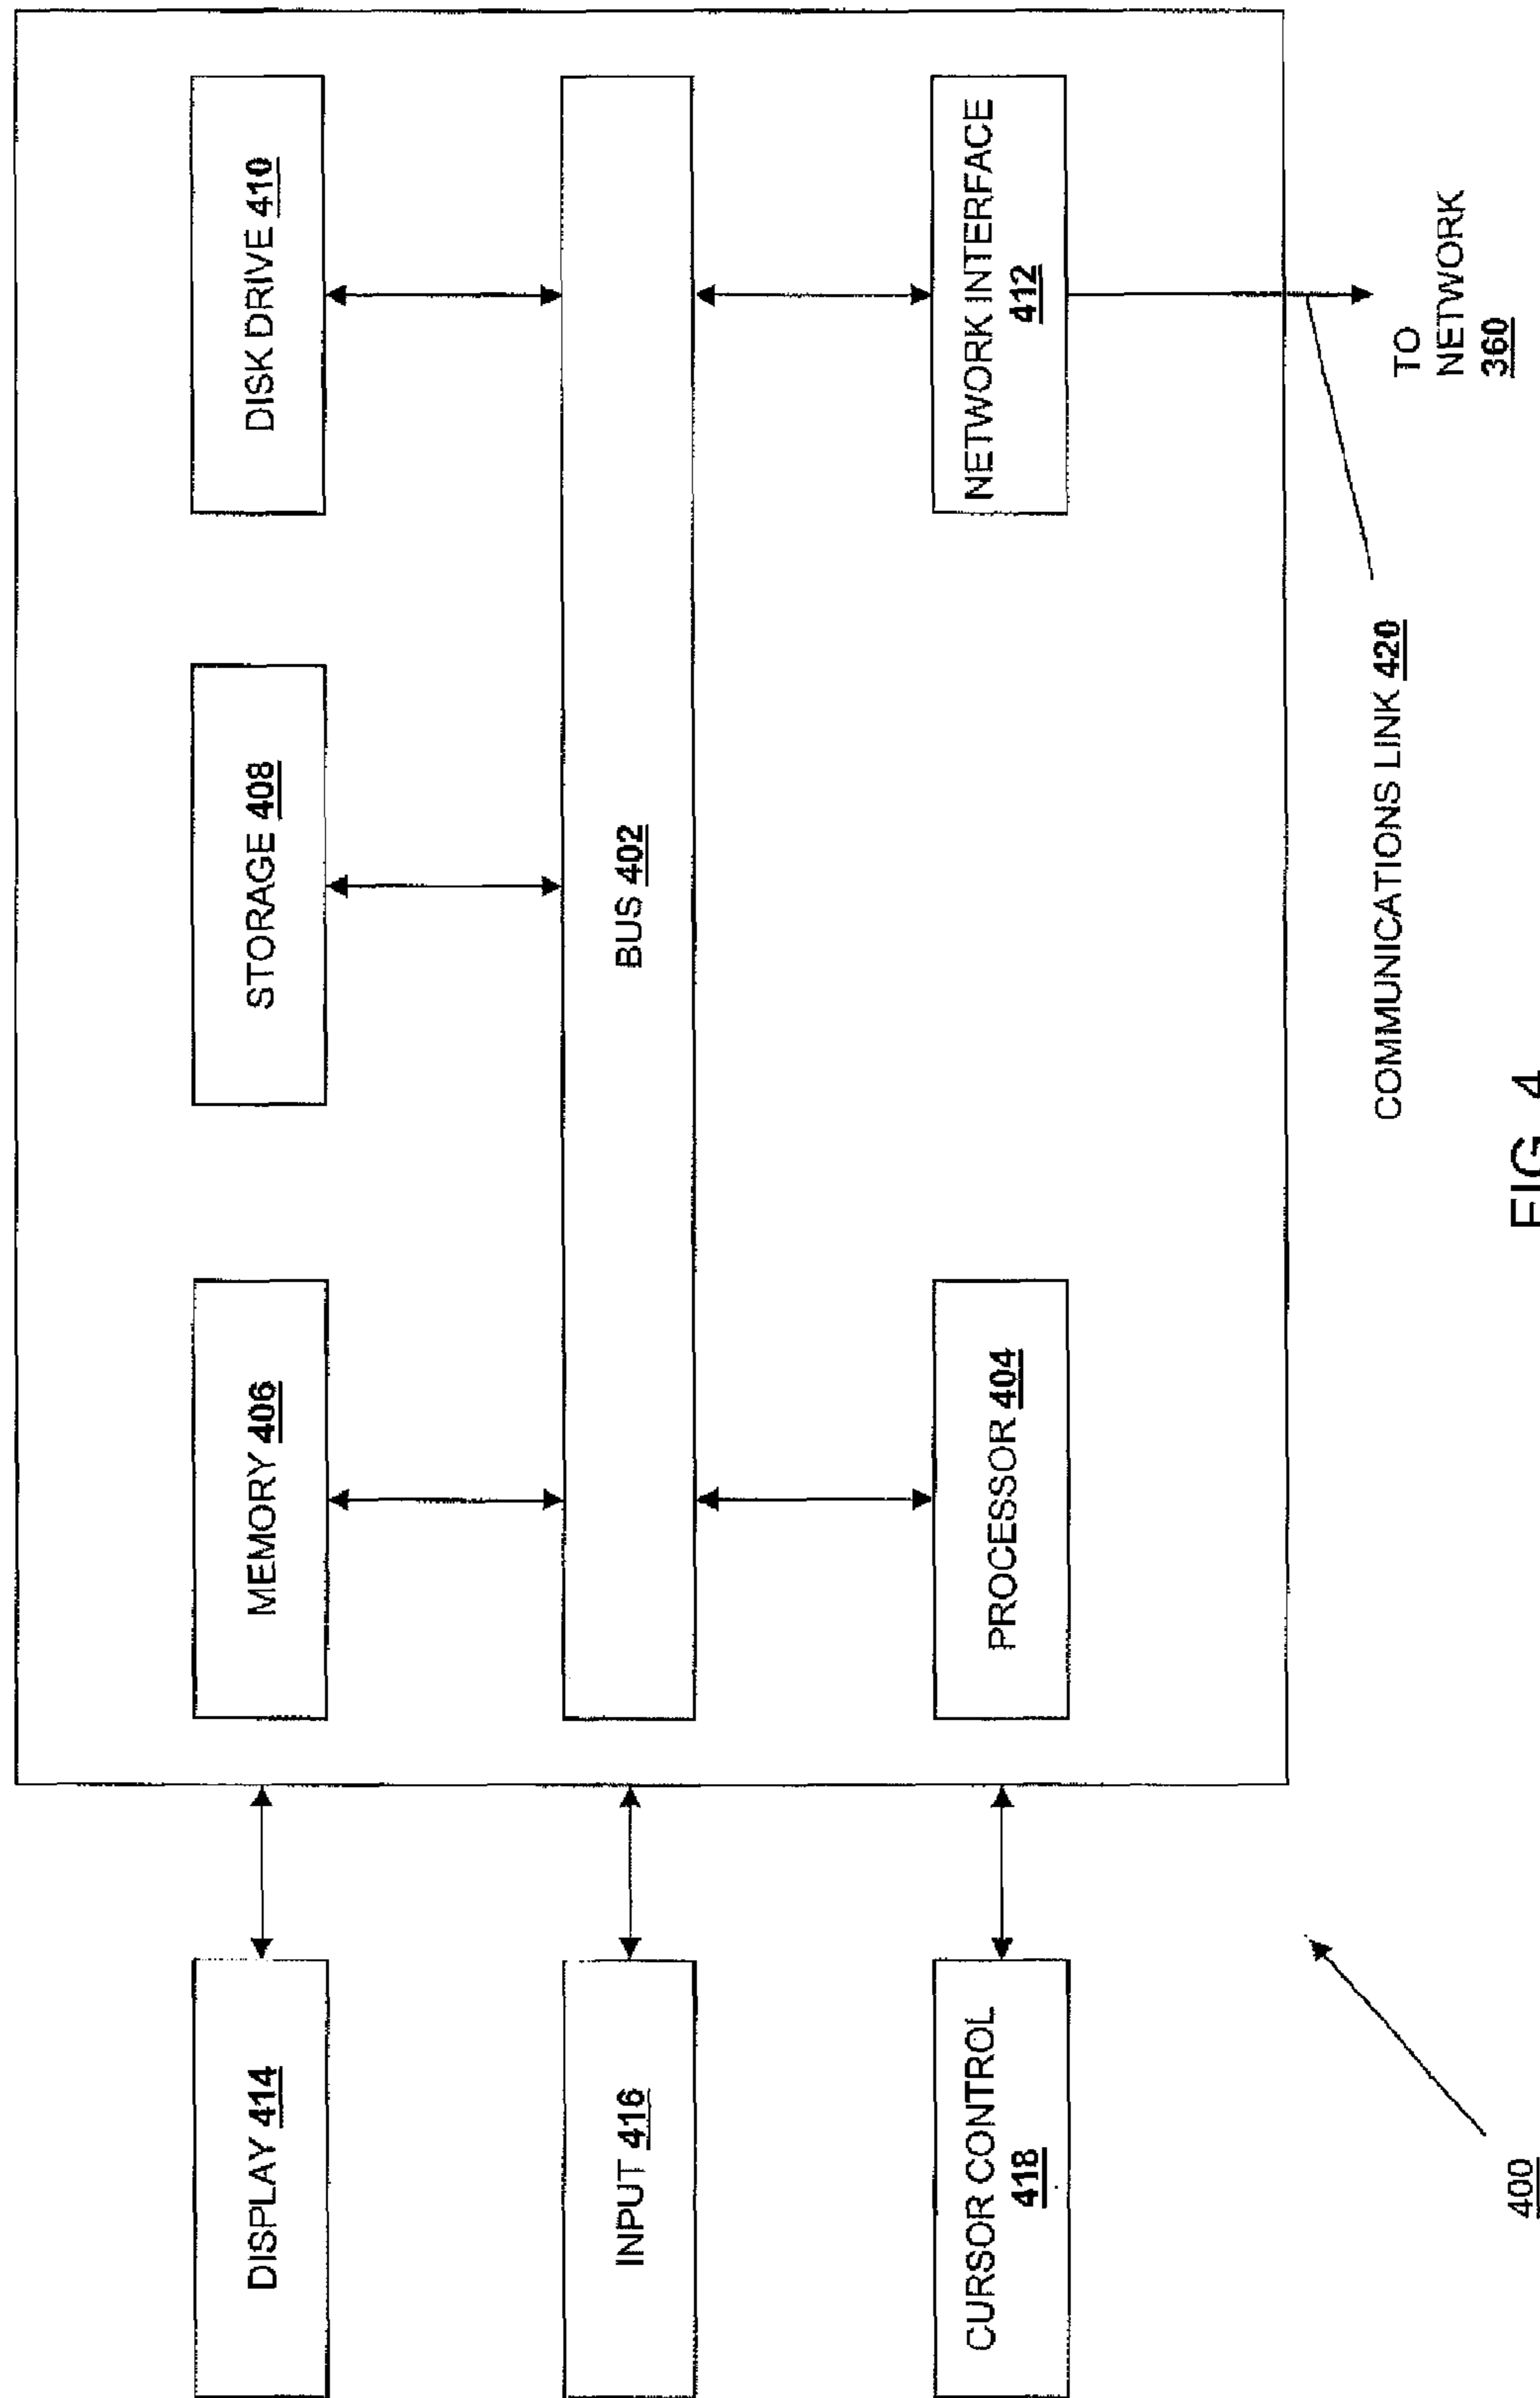 DISPLAY 414
MEMORY 406
STORAGE 408
DISK DRIVE 410
INPUT 416
BUS 402
CURSOR CONTROL
418
PROCESSOR 404
NETWORK INTERFACE
412
COMMUNICATIONS LINK 420
TO
NETWORK
360
400
FIG. 4